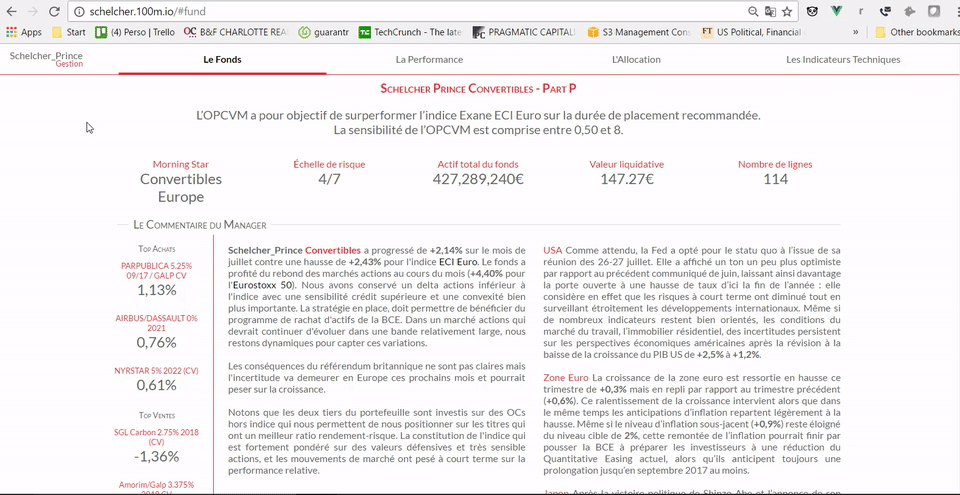 schelcher.100m.io/#fund
Apps
Start
(4) Perso | Trello
B&F CHARLOTTE REA
guarantr
TechCrunch - The late
PRAGMATIC CAPITAL
S3 Management Con
US Political, Financial
»
Other bookmarks
Schelcher_Prince
Gestion
Le Fonds
La Performance
L'Allocation
Les Indicateurs Techniques
Schelcher Prince Convertibles - Part P
L'OPCVM a pour objectif de surperformer l'indice Exane ECI Euro sur la durée de placement recommandée.
La sensibilité de l'OPCVM est comprise entre 0,50 et 8.
Morning Star
Convertibles
Europe
Échelle de risque
4/7
Actif total du fonds
427,289,240€
Valeur liquidative
147.27€
Nombre de lignes
114
Le Commentaire du Manager
Top Achats
PARPUBLICA 5.25%
09/17 / GALP CV
1,13%
AIRBUS/DASSAULT 0%
2021
0,76%
NYRSTAR 5% 2022 (CV)
0,61%
Top Ventes
SGL Carbon 2.75% 2018
(CV)
-1,36%
Amorim/Galp 3.375%
Schelcher_Prince Convertibles a progressé de +2,14% sur le mois de
juillet contre une hausse de +2,43% pour l'indice ECI Euro. Le fonds a
profité du rebond des marchés actions au cours du mois (+4,40% pour
l'Eurostoxx 50). Nous avons conservé un delta actions inférieur à
l'indice avec une sensibilité crédit supérieure et une convexité bien
plus importante. La stratégie en place, doit permettre de bénéficier du
programme de rachat d'actifs de la BCE. Dans un marché actions qui
devrait continuer d'évoluer dans une bande relativement large, nous
restons dynamiques pour capter ces variations.
Les conséquences du référendum britannique ne sont pas claires mais
l'incertitude va demeurer en Europe ces prochains mois et pourrait
peser sur la croissance.
Notons que les deux tiers du portefeuille sont investis sur des OCs
hors indice qui nous permettent de nous positionner sur les titres qui
ont un meilleur ratio rendement-risque. La constitution de l'indice qui
est fortement pondéré sur des valeurs défensives et très sensible
actions, et les mouvements de marché ont pesé à court terme sur la
performance relative.
USA Comme attendu, la Fed a opté pour le statu quo à l'issue de sa
réunion des 26-27 juillet. Elle a affiché un ton un peu plus optimiste
par rapport au précédent communiqué de juin, laissant ainsi davantage
la porte ouverte à une hausse de taux d'ici la fin de l'année : elle
considère en effet que les risques à court terme ont diminué tout en
surveillant étroitement les développements internationaux. Même si
de nombreux indicateurs restent bien orientés, les conditions du
marché du travail, l'immobilier résidentiel, des incertitudes persistent
sur les perspectives économiques américaines après la révision à la
baisse de la croissance du PIB US de +2,5% à +1,2%.
Zone Euro La croissance de la zone euro est ressortie en hausse ce
trimestre de +0,3% mais en repli par rapport au trimestre précédent
(+0,6%). Ce ralentissement de la croissance intervient alors que dans
le même temps les anticipations d'inflation repartent légèrement à la
hausse. Même si le niveau d'inflation sous-jacent (+0,9%) reste éloigné
du niveau cible de 2%, cette remontée de l'inflation pourrait finir par
pousser la BCE à préparer les investisseurs à une réduction du
Quantitative Easing actuel, alors qu'ils anticipent toujours une
prolongation jusqu'en septembre 2017 au moins.
Japon Après la victoire politique de Shinzo Abe et l'annonce de son